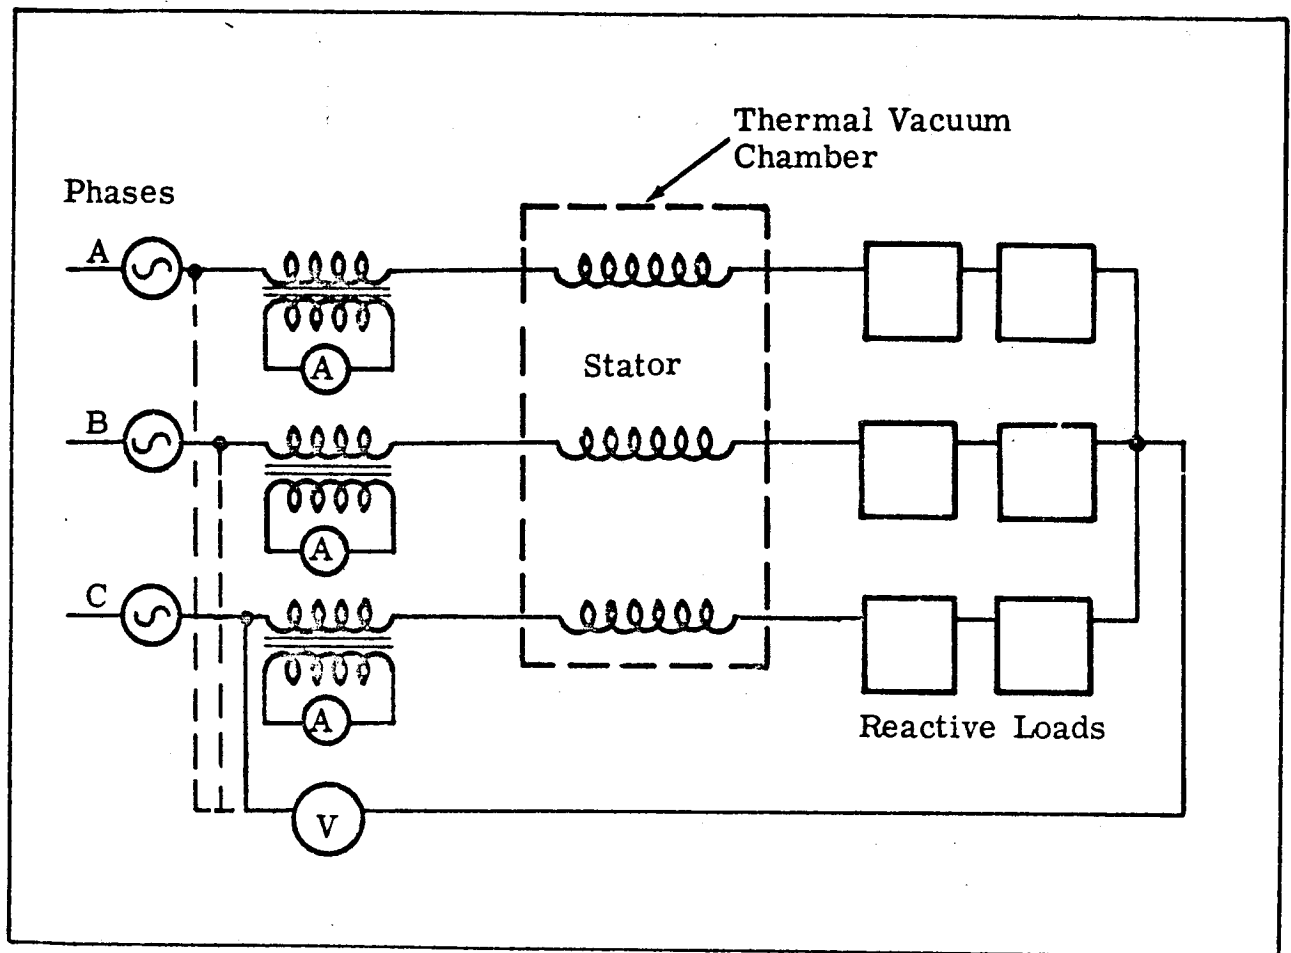 Thermal Vacuum
Chamber
Phases
A
A
Stator
B
A
C
A
Reactive Loads
V